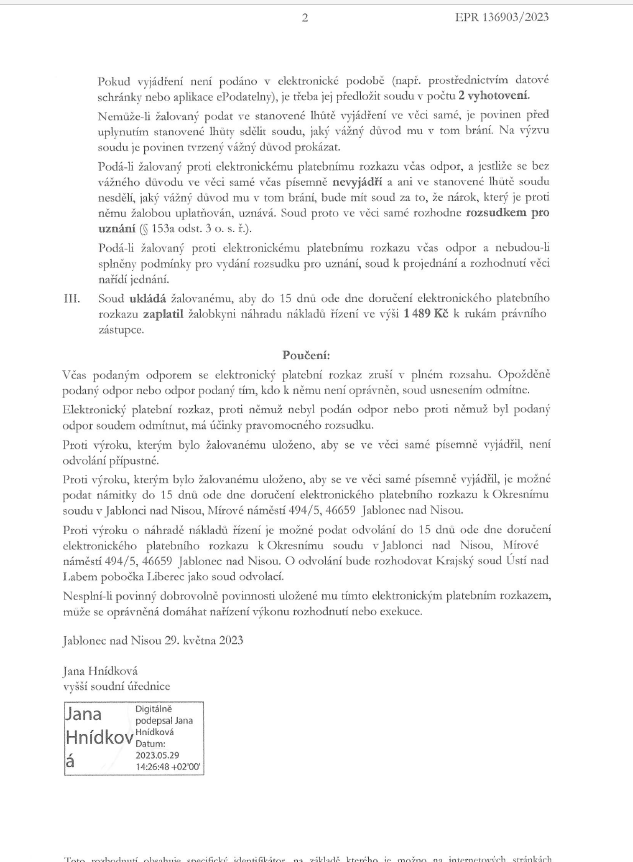 2
EPR 136903/2023
Pokud vyjádření není podáno v elektronické podobě (např. prostřednictvím datové
schránky nebo aplikace ePodatelny), je třeba jej předložit soudu v počtu 2 vyhotovení.
Nemůže-li žalovaný podat ve stanovené lhůtě vyjádření ve věci samé, je povinen před
uplynutím stanovené lhůty sdělit soudu, jaký vážný důvod mu v tom brání. Na výzvu
soudu je povinen tvrzený vážný důvod prokázat.
Podá-li žalovaný proti elektronickému platebnímu rozkazu včas odpor, a jestliže se bez
vážného důvodu ve věci samé včas písemně nevyjádří a ani ve stanovené lhůtě soudu
nesdělí, jaký vážný důvod mu v tom brání, bude mít soud za to, že nárok, který je proti
němu žalobou uplatňován, uznává. Soud proto ve věci samé rozhodne rozsudkem pro
uznání (§ 153a odst. 3 o. s. ř.).
Podá-li žalovaný proti elektronickému platebnímu rozkazu včas odpor a nebudou-li
splněny podmínky pro vydání rozsudku pro uznání, soud k projednání a rozhodnutí věci
nařídí jednání.
III. Soud ukládá žalovanému, aby do 15 dnů ode dne doručení elektronického platebního
rozkazu zaplatil žalobkyni náhradu nákladů řízení ve výši 1 489 Kč k rukám právního
zástupce.
Poučení:
Včas podaným odporem se elektronický platební rozkaz zruší v plném rozsahu. Opožděně
podaný odpor nebo odpor podaný tím, kdo k němu není oprávněn, soud usnesením odmítne.
Elektronický platební rozkaz, proti němuž nebyl podán odpor nebo proti němuž byl podaný
odpor soudem odmítnut, má účinky pravomocného rozsudku.
Proti výroku, kterým bylo žalovanému uloženo, aby se ve věci samé písemně vyjádřil, není
odvolání přípustné.
Proti výroku, kterým bylo žalovanému uloženo, aby se ve věci samé písemně vyjádřil, je možné
podat námitky do 15 dnů ode dne doručení elektronického platebního rozkazu k Okresnímu
soudu v Jablonci nad Nisou, Mírové náměstí 494/5, 46659 Jablonec nad Nisou.
Proti výroku o náhradě nákladů řízení je možné podat odvolání do 15 dnů ode dne doručení
elektronického platebního rozkazu k Okresnímu soudu v Jablonci nad Nisou, Mírové
náměstí 494/5, 46659 Jablonec nad Nisou. O odvolání bude rozhodovat Krajský soud Ústí nad
Labem pobočka Liberec jako soud odvolací.
Nesplní-li povinný dobrovolně povinnosti uložené mu tímto elektronickým platebním rozkazem,
může se oprávněná domáhat nařízení výkonu rozhodnutí nebo exekuce.
Jablonec nad Nisou 29. května 2023
Jana Hnídková
vyšší soudní úřednice
Jana
Hnídkov
á
Digitálně
podepsal Jana
Hnídková
Datum:
2023.05.29
14:26:48 +02'00'
Toto rozhodnutí obsahuje specifický identifikátor, na základě kterého je možno na internetových stránkách